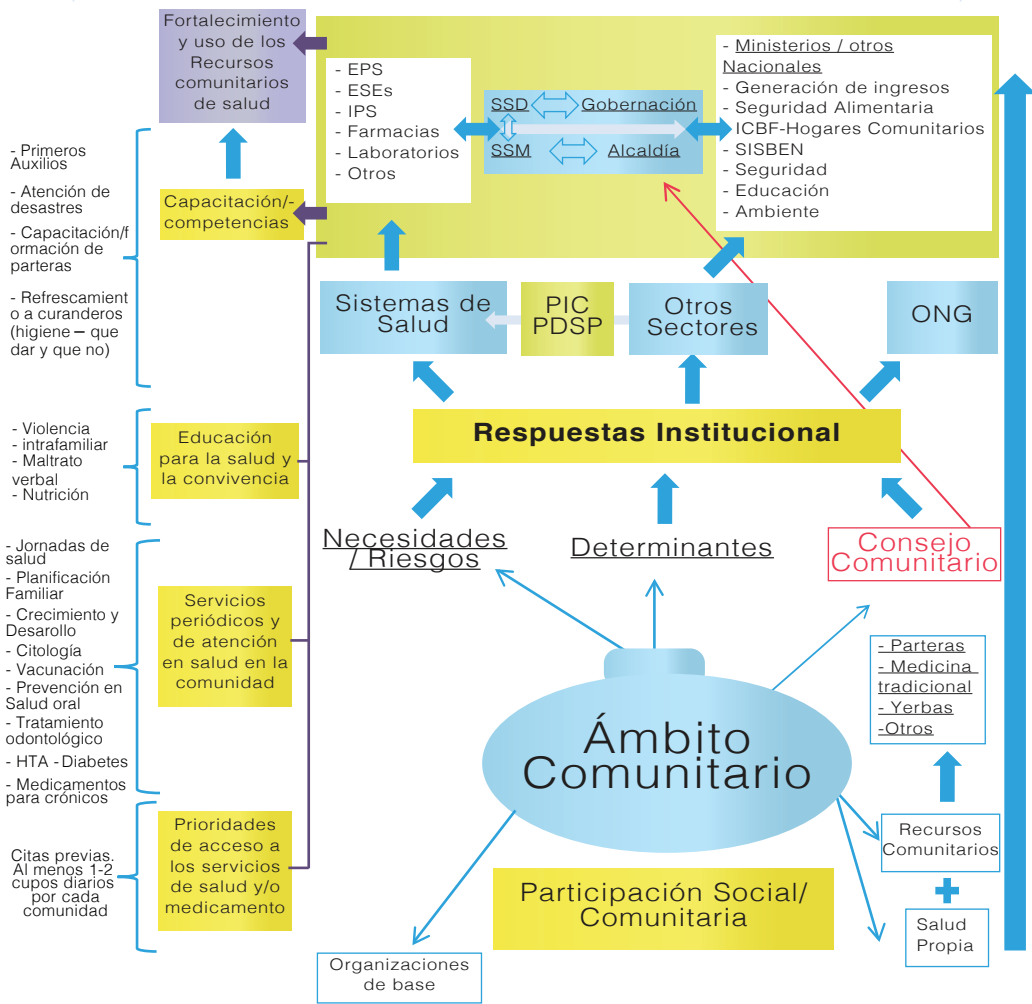 Fortalecimiento
y uso de los
Recursos
comunitarios
de salud
- EPS
- ESEs
- IPS
- Farmacias
- Laboratorios
- Otros
SSD
Gobernación
SSM
Alcaldía
- Ministerios / otros
Nacionales
- Generación de ingresos
- Seguridad Alimentaria
ICBF-Hogares Comunitarios
- SISBEN
- Seguridad
- Educación
- Ambiente
- Primeros
Auxilios
- Atención de
desastres
- Capacitación/f
ormación de
parteras
- Refrescamient
o a curanderos
(higiene – que
dar y que no)
Capacitación/-
competencias
Sistemas de
Salud
PIC
PDSP
Otros
Sectores
ONG
Respuestas Institucional
- Violencia
- intrafamiliar
- Maltrato
verbal
- Nutrición
Educación
para la salud y
la convivencia
Necesidades
/ Riesgos
Determinantes
Consejo
Comunitario
- Jornadas de
salud
- Planificación
Familiar
- Crecimiento y
Desarollo
- Citología
- Vacunación
- Prevención en
Salud oral
- Tratamiento
odontológico
- HTA - Diabetes
- Medicamentos
para crónicos
Servicios
periódicos y
de atención
en salud en la
comunidad
- Parteras
- Medicina
tradicional
- Yerbas
-Otros
Ámbito
Comunitario
Citas previas.
Al menos 1-2
cupos diarios
por cada
comunidad
Prioridades
de acceso a
los servicios
de salud y/o
medicamento
Recursos
Comunitarios
Participación Social/
Comunitaria
Salud
Propia
Organizaciones
de base